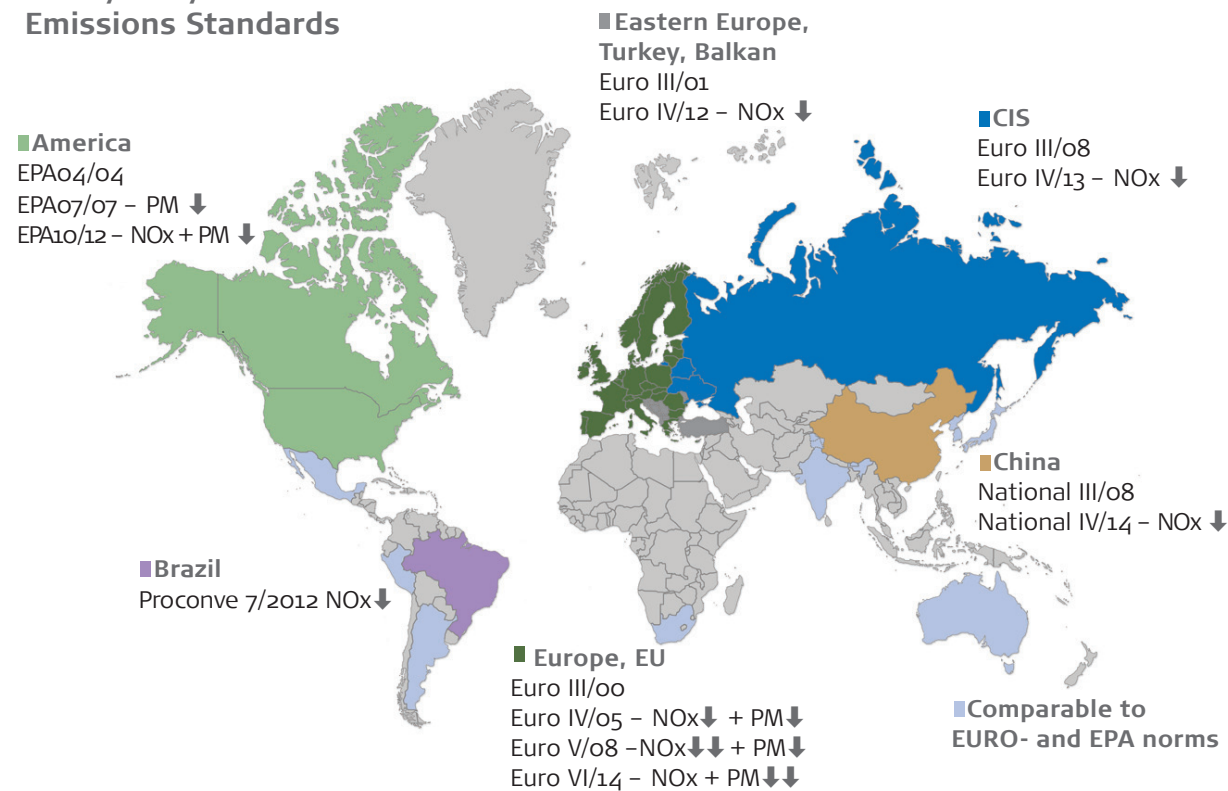 Emissions Standards
Eastern Europe,
Turkey, Balkan
Euro III/01
Euro IV/12 – NOx ⬇
CIS
Euro III/08
Euro IV/13 – NOx ⬇
America
EPA04/04
EPA07/07 – PM ⬇
EPA10/12 – NOx + PM ⬇
China
National III/08
National IV/14 – NOx ⬇
Brazil
Proconve 7/2012 NOx⬇
Europe, EU
Euro III/00
Euro IV/05 – NOx⬇ + PM⬇
Euro V/08 –NOx⬇⬇ + PM⬇
Euro VI/14 – NOx + PM⬇⬇
Comparable to
EURO- and EPA norms